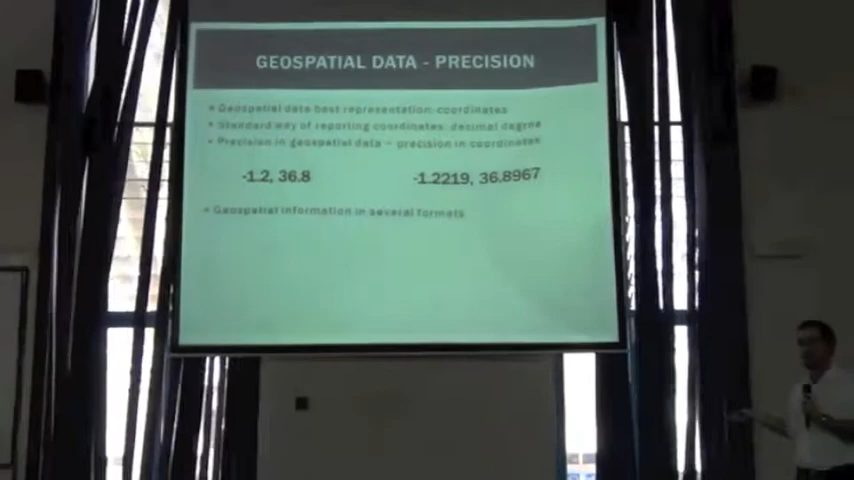 GEOSPATIAL DATA - PRECISION
• Geospatial data best representation: coordinates
• Standard way of reporting coordinates: decimal degree
• Precision in geospatial data – precision in coordinates
-1.2, 36.8
-1.2219, 36.8967
• Geospatial information in several formats